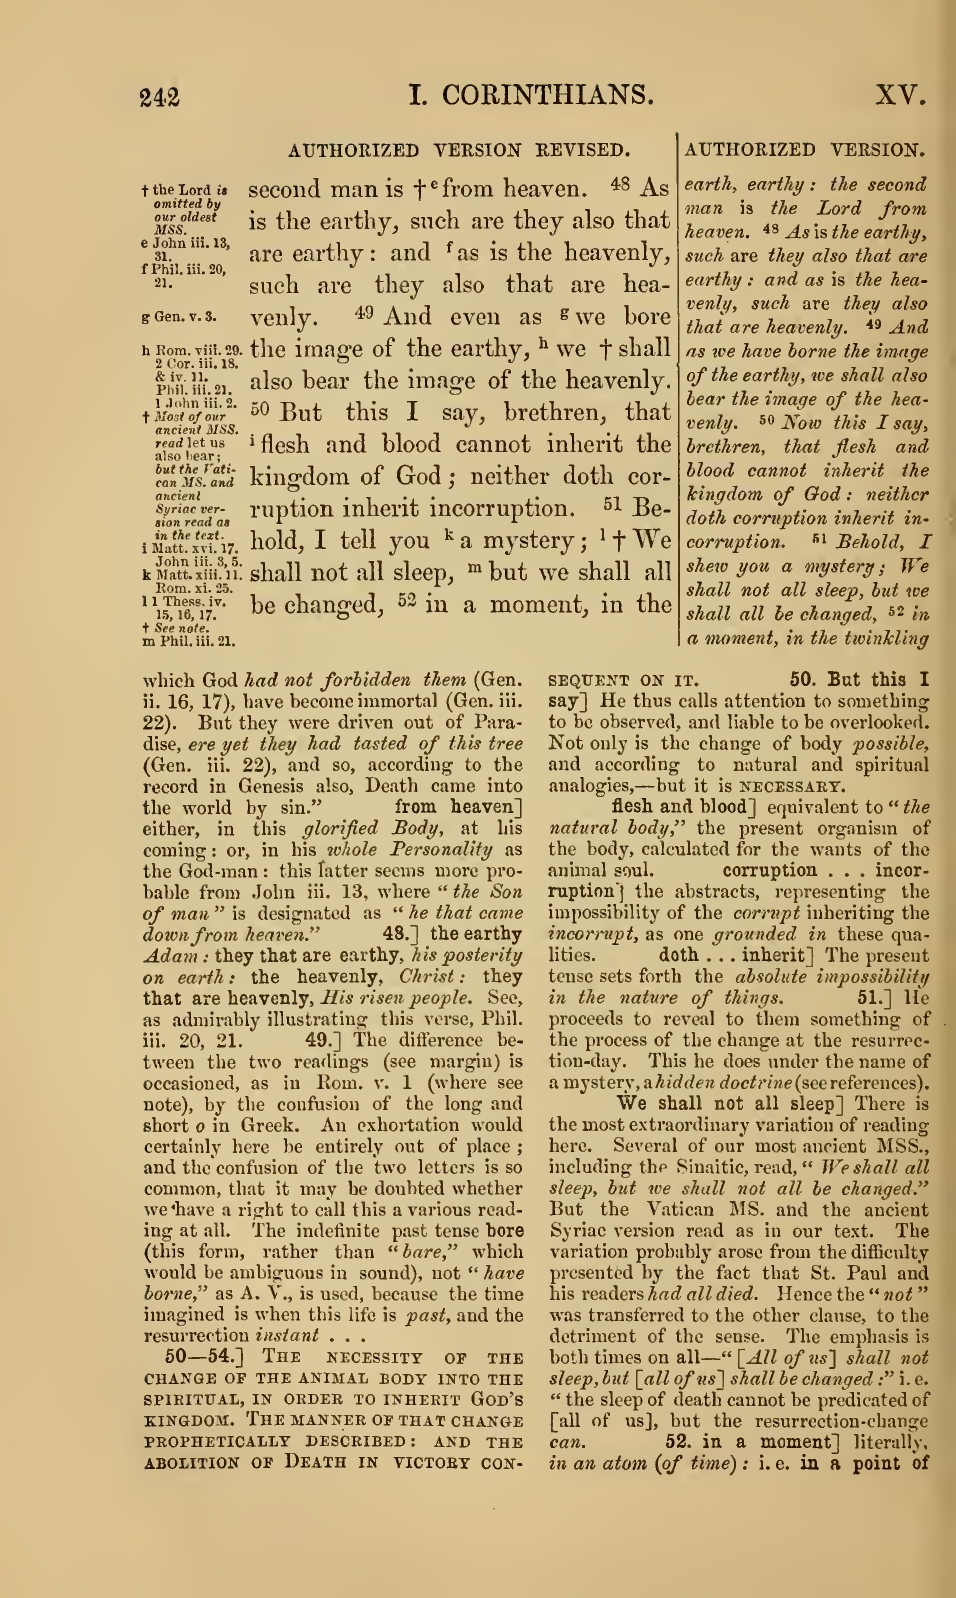 242
I. CORINTHIANS.
XV.
AUTHORIZED VERSION REVISED.
† the Lord is
omitted by
our oldest
MSS.
e John iii. 13,
31.
f Phil. iii. 20,
21.
g Gen. v. 3.
h Rom. viii. 29.
2 Cor. iii. 18.
& iv. 11.
Phil. iii. 21.
1 John iii. 2.
† Most of our
ancient MSS.
read let us
also bear;
but the Vati-
can MS. and
ancient
Syriac ver-
sion read as
in the text.
i Matt. xvi. 17.
John iii. 3, 5.
k Matt. xiii. 11.
Rom. xi. 25.
l 1 Thess. iv.
15, 16, 17.
† See note.
m Phil. iii. 21.
second man is † e from heaven. 48 As
is the earthy, such are they also that
are earthy: and f as is the heavenly,
such are they also that are hea-
venly. 49 And even as g we bore
the image of the earthy, h we † shall
also bear the image of the heavenly.
50 But this I say, brethren, that
i flesh and blood cannot inherit the
kingdom of God; neither doth cor-
ruption inherit incorruption. 51 Be-
hold, I tell you k a mystery; l † We
shall not all sleep, m but we shall all
be changed, 52 in a moment, in the
AUTHORIZED VERSION.
earth, earthy: the second
man is the Lord from
heaven. 48 As is the earthy,
such are they also that are
earthy: and as is the hea-
venly, such are they also
that are heavenly. 49 And
as we have borne the image
of the earthy, we shall also
bear the image of the hea-
venly. 50 Now this I say,
brethren, that flesh and
blood cannot inherit the
kingdom of God: neither
doth corruption inherit in-
corruption. 51 Behold, I
shew you a mystery; We
shall not all sleep, but we
shall all be changed, 52 in
a moment, in the twinkling
which God had not forbidden them (Gen.
ii. 16, 17), have become immortal (Gen. iii.
22). But they were driven out of Para-
dise, ere yet they had tasted of this tree
(Gen. iii. 22), and so, according to the
record in Genesis also, Death came into
the world by sin." from heaven]
either, in this glorified Body, at his
coming: or, in his whole Personality as
the God-man: this latter seems more pro-
bable from John iii. 13, where "the Son
of man" is designated as "he that came
down from heaven." 48.] the earthy
Adam: they that are earthy, his posterity
on earth: the heavenly, Christ: they
that are heavenly, His risen people. See,
as admirably illustrating this verse, Phil.
iii. 20, 21. 49.] The difference be-
tween the two readings (see margin) is
occasioned, as in Rom. v. 1 (where see
note), by the confusion of the long and
short o in Greek. An exhortation would
certainly here be entirely out of place;
and the confusion of the two letters is so
common, that it may be doubted whether
we have a right to call this a various read-
ing at all. The indefinite past tense bore
(this form, rather than "bare," which
would be ambiguous in sound), not "have
borne," as A. V., is used, because the time
imagined is when this life is past, and the
resurrection instant . . .
50—54.] THE NECESSITY OF THE
CHANGE OF THE ANIMAL BODY INTO THE
SPIRITUAL, IN ORDER TO INHERIT GOD'S
KINGDOM. THE MANNER OF THAT CHANGE
PROPHETICALLY DESCRIBED: AND THE
ABOLITION OF DEATH IN VICTORY CON-
SEQUENT ON IT. 50. But this I
say] He thus calls attention to something
to be observed, and liable to be overlooked.
Not only is the change of body possible,
and according to natural and spiritual
analogies,—but it is NECESSARY.
flesh and blood] equivalent to "the
natural body," the present organism of
the body, calculated for the wants of the
animal soul. corruption . . . incor-
ruption] the abstracts, representing the
impossibility of the corrupt inheriting the
incorrupt, as one grounded in these qua-
lities. doth . . . inherit] The present
tense sets forth the absolute impossibility
in the nature of things. 51.] He
proceeds to reveal to them something of
the process of the change at the resurrec-
tion-day. This he does under the name of
a mystery, a hidden doctrine (see references).
We shall not all sleep] There is
the most extraordinary variation of reading
here. Several of our most ancient MSS.,
including the Sinaitic, read, "We shall all
sleep, but we shall not all be changed."
But the Vatican MS. and the ancient
Syriac version read as in our text. The
variation probably arose from the difficulty
presented by the fact that St. Paul and
his readers had all died. Hence the "not"
was transferred to the other clause, to the
detriment of the sense. The emphasis is
both times on all—"[All of us] shall not
sleep, but [all of us] shall be changed:" i. e.
"the sleep of death cannot be predicated of
[all of us], but the resurrection-change
can. 52. in a moment] literally,
in an atom (of time): i. e. in a point of